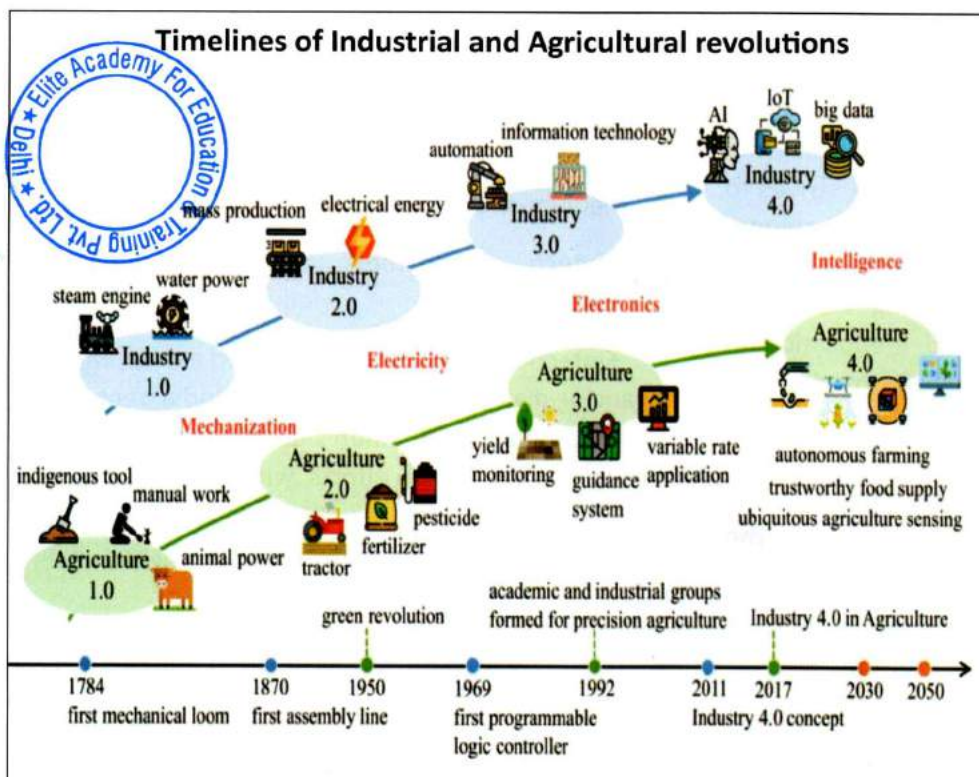 Timelines of Industrial and Agricultural revolutions
★ Elite Academy For Education & Training Pvt. Ltd. ★ Delhi
AI
IoT
big data
Industry
4.0
automation
information technology
Industry
3.0
mass production
electrical energy
Industry
2.0
steam engine
water power
Industry
1.0
Intelligence
Electronics
Electricity
Mechanization
Agriculture
4.0
autonomous farming
trustworthy food supply
ubiquitous agriculture sensing
Agriculture
3.0
yield
monitoring
guidance
system
variable rate
application
Agriculture
2.0
tractor
fertilizer
pesticide
indigenous tool
manual work
Agriculture
1.0
animal power
green revolution
academic and industrial groups
formed for precision agriculture
Industry 4.0 in Agriculture
1784
1870
1950
1969
1992
2011
2017
2030
2050
first mechanical loom
first assembly line
first programmable
logic controller
Industry 4.0 concept